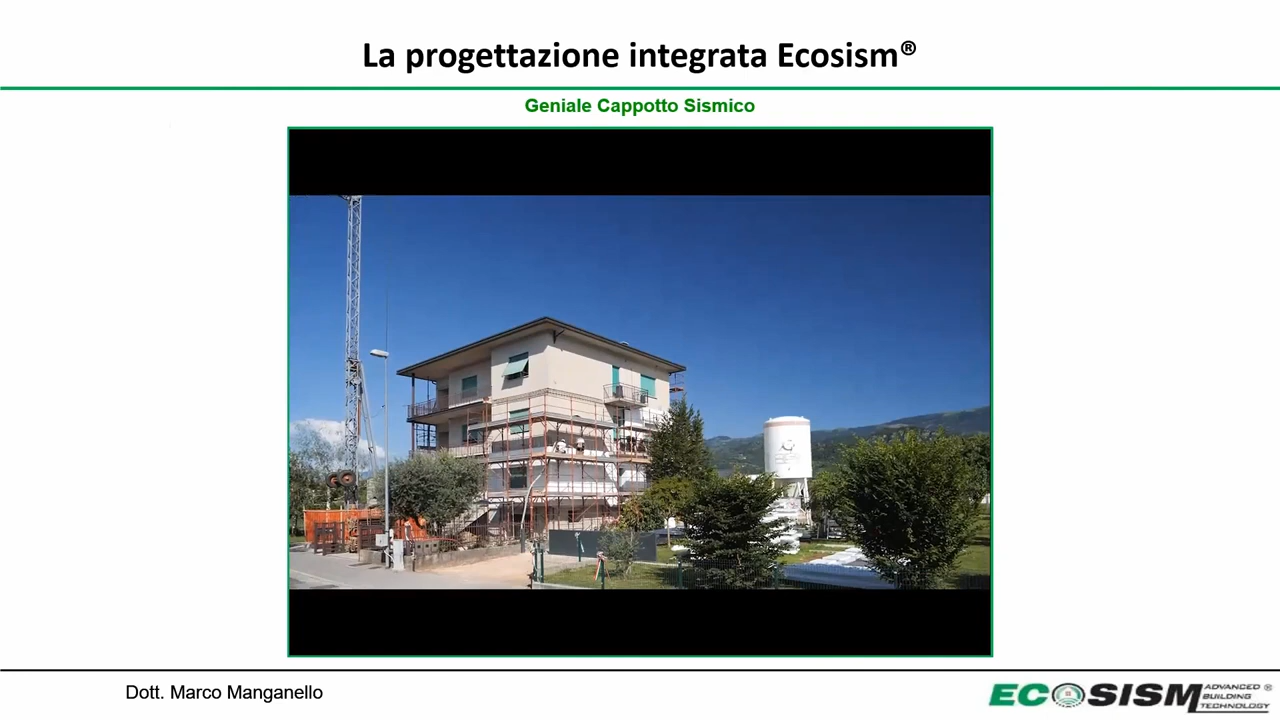 La progettazione integrata Ecosism®
Geniale Cappotto Sismico
Dott. Marco Manganello
ECOSISM ADVANCED ®
BUILDING
TECHNOLOGY